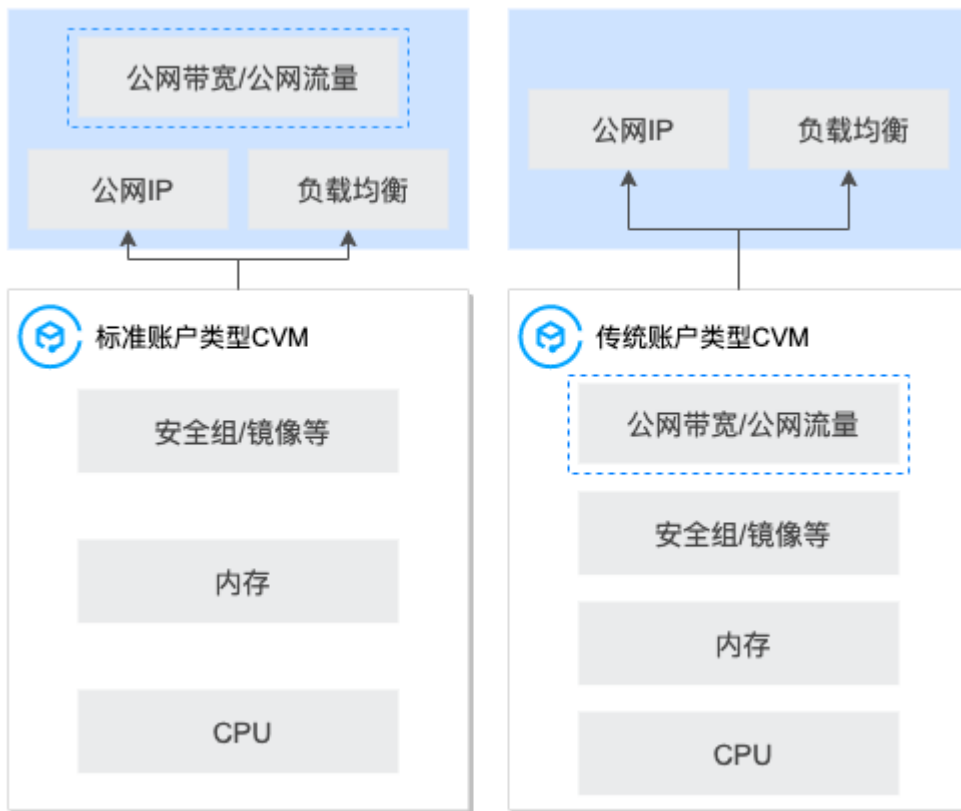 公网带宽/公网流量
公网IP
负载均衡
标准账户类型CVM
安全组/镜像等
内存
CPU
公网IP
负载均衡
传统账户类型CVM
公网带宽/公网流量
安全组/镜像等
内存
CPU